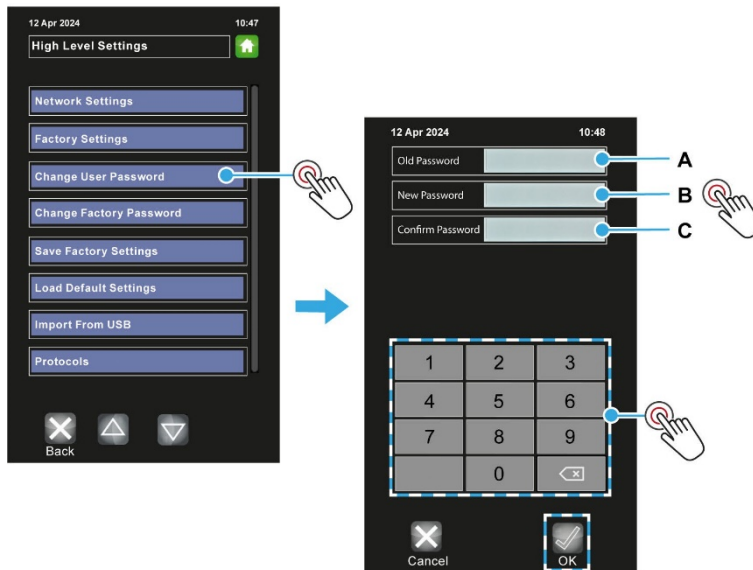 12 Apr 2024 10:47
High Level Settings
Network Settings
Factory Settings
Change User Password
Change Factory Password
Save Factory Settings
Load Default Settings
Import From USB
Protocols
Back
12 Apr 2024 10:48
Old Password A
New Password B
Confirm Password C
1 2 3
4 5 6
7 8 9
0
Cancel OK